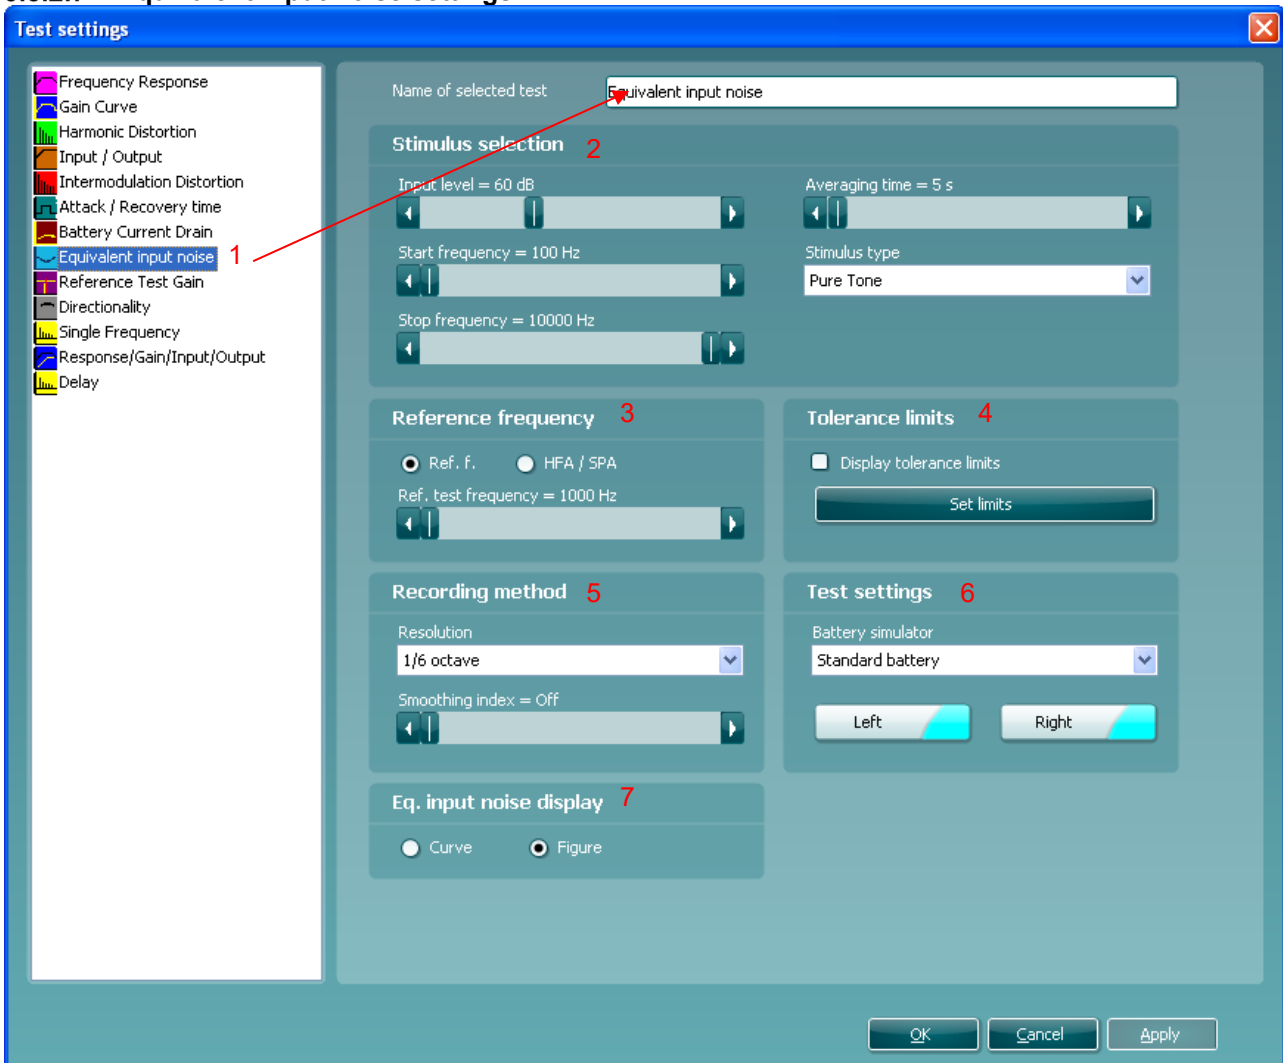 Test settings
Frequency Response
Gain Curve
Harmonic Distortion
Input / Output
Intermodulation Distortion
Attack / Recovery time
Battery Current Drain
Equivalent input noise 1
Reference Test Gain
Directionality
Single Frequency
Response/Gain/Input/Output
Delay
Name of selected test
Equivalent input noise
Stimulus selection 2
Input level = 60 dB
Start frequency = 100 Hz
Stop frequency = 10000 Hz
Averaging time = 5 s
Stimulus type
Pure Tone
Reference frequency 3
Ref. f. HFA / SPA
Ref. test frequency = 1000 Hz
Tolerance limits 4
Display tolerance limits
Set limits
Recording method 5
Resolution
1/6 octave
Smoothing index = Off
Test settings 6
Battery simulator
Standard battery
Left Right
Eq. input noise display 7
Curve Figure
OK Cancel Apply